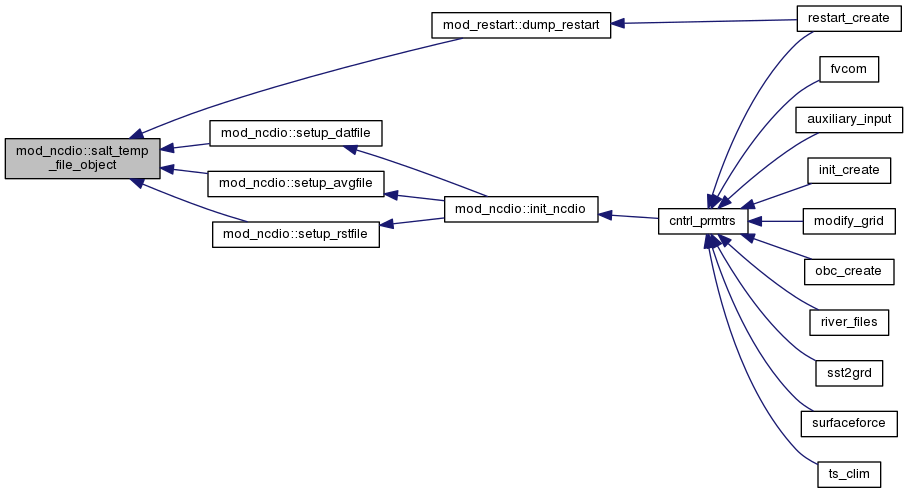 mod_ncdio::salt_temp
_file_object
mod_restart::dump_restart
mod_ncdio::setup_datfile
mod_ncdio::setup_avgfile
mod_ncdio::setup_rstfile
mod_ncdio::init_ncdio
cntrl_prmtrs
restart_create
fvcom
auxiliary_input
init_create
modify_grid
obc_create
river_files
sst2grd
surfaceforce
ts_clim